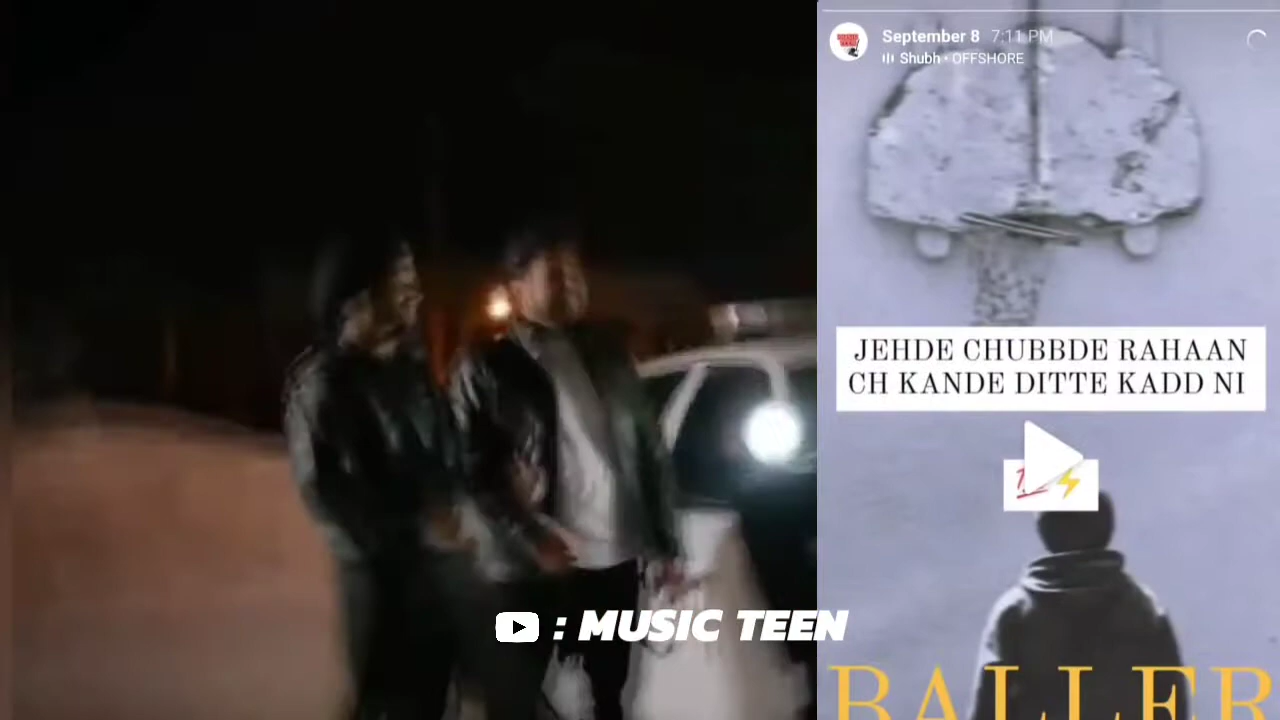 September 8 7:11 PM
Shubh • OFFSHORE
JEHDE CHUBBDE RAHAAN
CH KANDE DITTE KADD NI
: MUSIC TEEN
BALLER